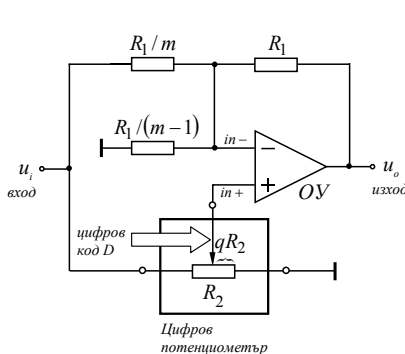 R₁/m
R₁
R₁/(m−1)
in−
−
uᵢ
вход
in+
+
ОУ
uₒ
изход
цифров
код D
qR₂
R₂
Цифров
потенциометър